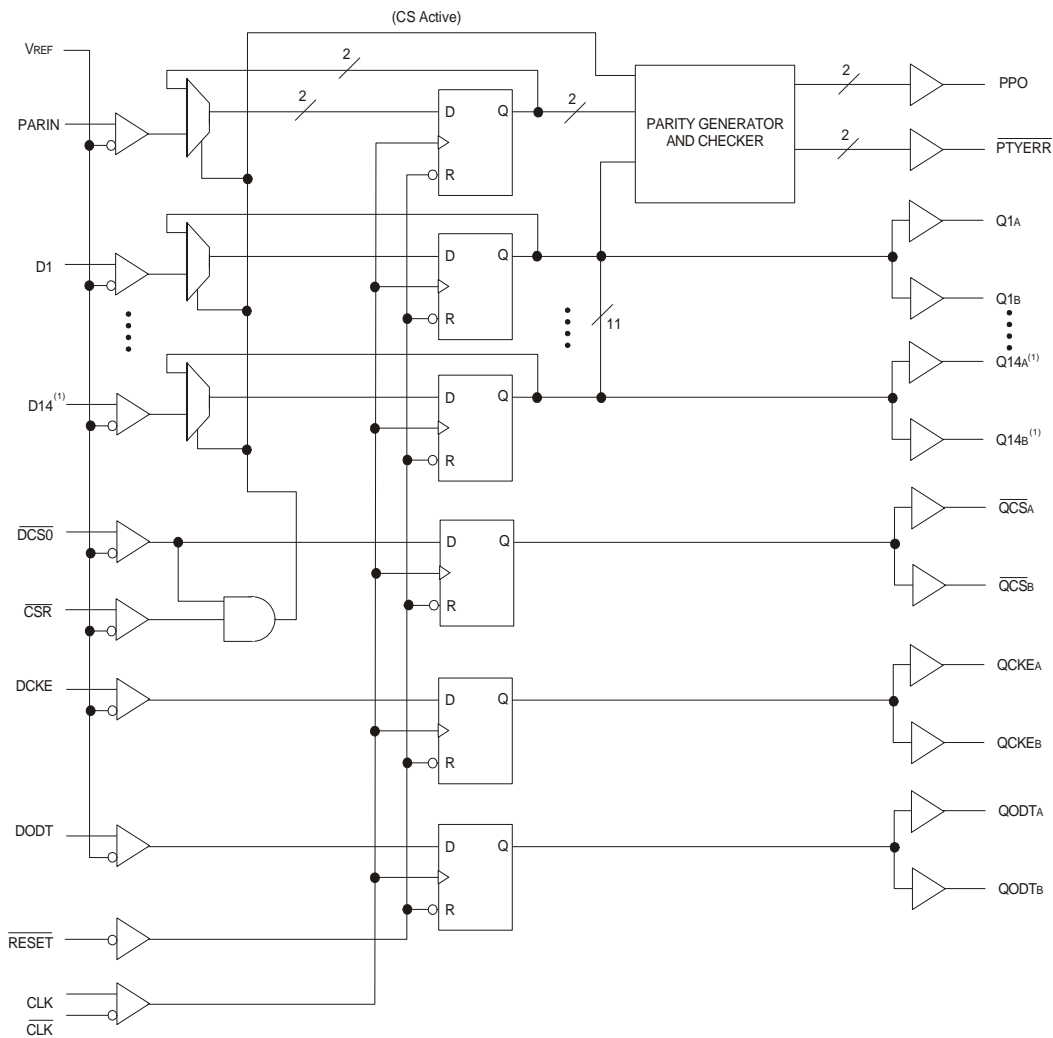 (CS Active)
VREF
2
2
2
2
PPO
PARIN
D
Q
R
PARITY GENERATOR
AND CHECKER
2
PTYERR
Q1A
D1
D
Q
R
Q1B
11
Q14A(1)
D14(1)
D
Q
R
Q14B(1)
DCS0
D
Q
R
QCSA
CSR
QCSB
DCKE
D
Q
R
QCKEA
QCKEB
DODT
D
Q
R
QODTA
QODTB
RESET
CLK
CLK